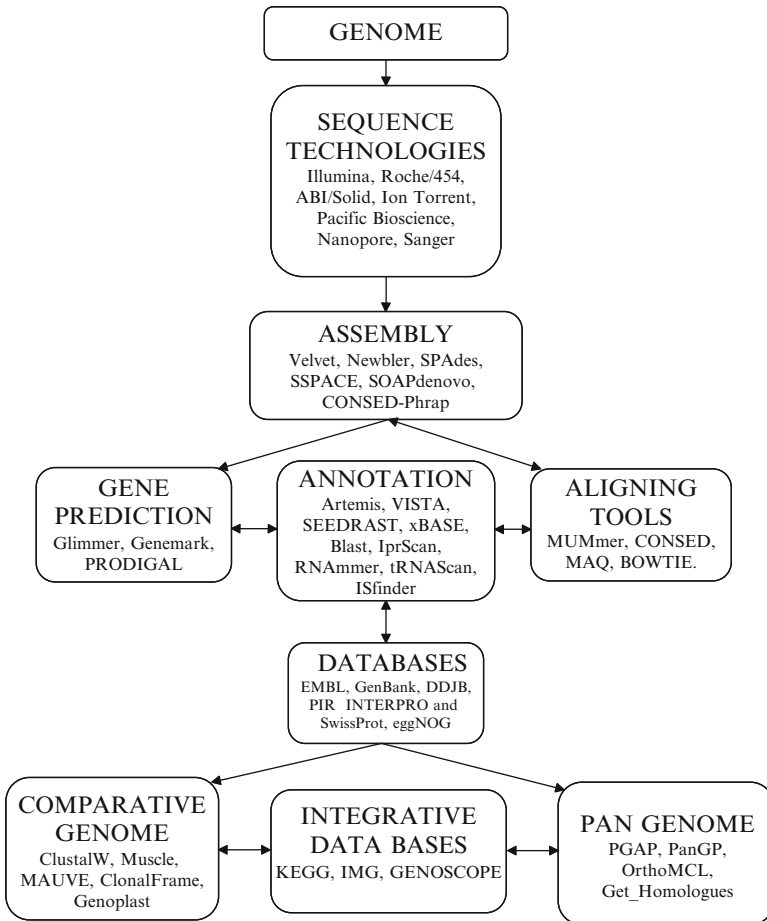 GENOME
SEQUENCE
TECHNOLOGIES
Illumina, Roche/454,
ABI/Solid, Ion Torrent,
Pacific Bioscience,
Nanopore, Sanger
ASSEMBLY
Velvet, Newbler, SPAdes,
SSPACE, SOAPdenovo,
CONSED-Phrap
GENE
PREDICTION
Glimmer, Genemark,
PRODIGAL
ANNOTATION
Artemis, VISTA,
SEEDRAST, xBASE,
Blast, IprScan,
RNAmmer, tRNAScan,
ISfinder
ALIGNING
TOOLS
MUMmer, CONSED,
MAQ, BOWTIE.
DATABASES
EMBL, GenBank, DDJB,
PIR INTERPRO and
SwissProt, eggNOG
COMPARATIVE
GENOME
ClustalW, Muscle,
MAUVE, ClonalFrame,
Genoplast
INTEGRATIVE
DATA BASES
KEGG, IMG, GENOSCOPE
PAN GENOME
PGAP, PanGP,
OrthoMCL,
Get_Homologues